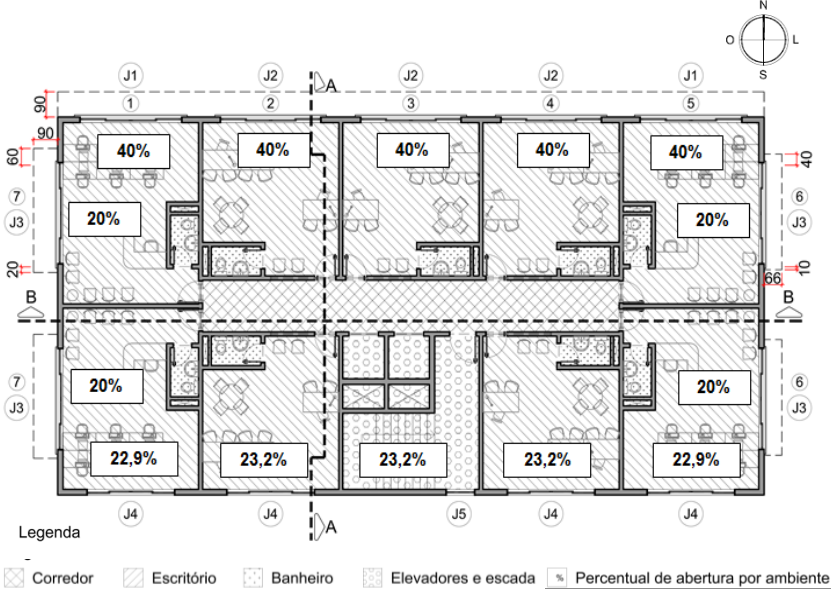 N
O L
S
J1 J2 J2 J2 J1
A
1 2 3 4 5
90
90
60 40% 40% 40% 40% 40% 40
7 6
J3 20% 20% J3
20 10
66
B B
7 20% 20% 6
J3 J3
22,9% 23,2% 23,2% 23,2% 22,9%
J4 J4 J5 J4 J4
A
Legenda
Corredor Escritório Banheiro Elevadores e escada % Percentual de abertura por ambiente